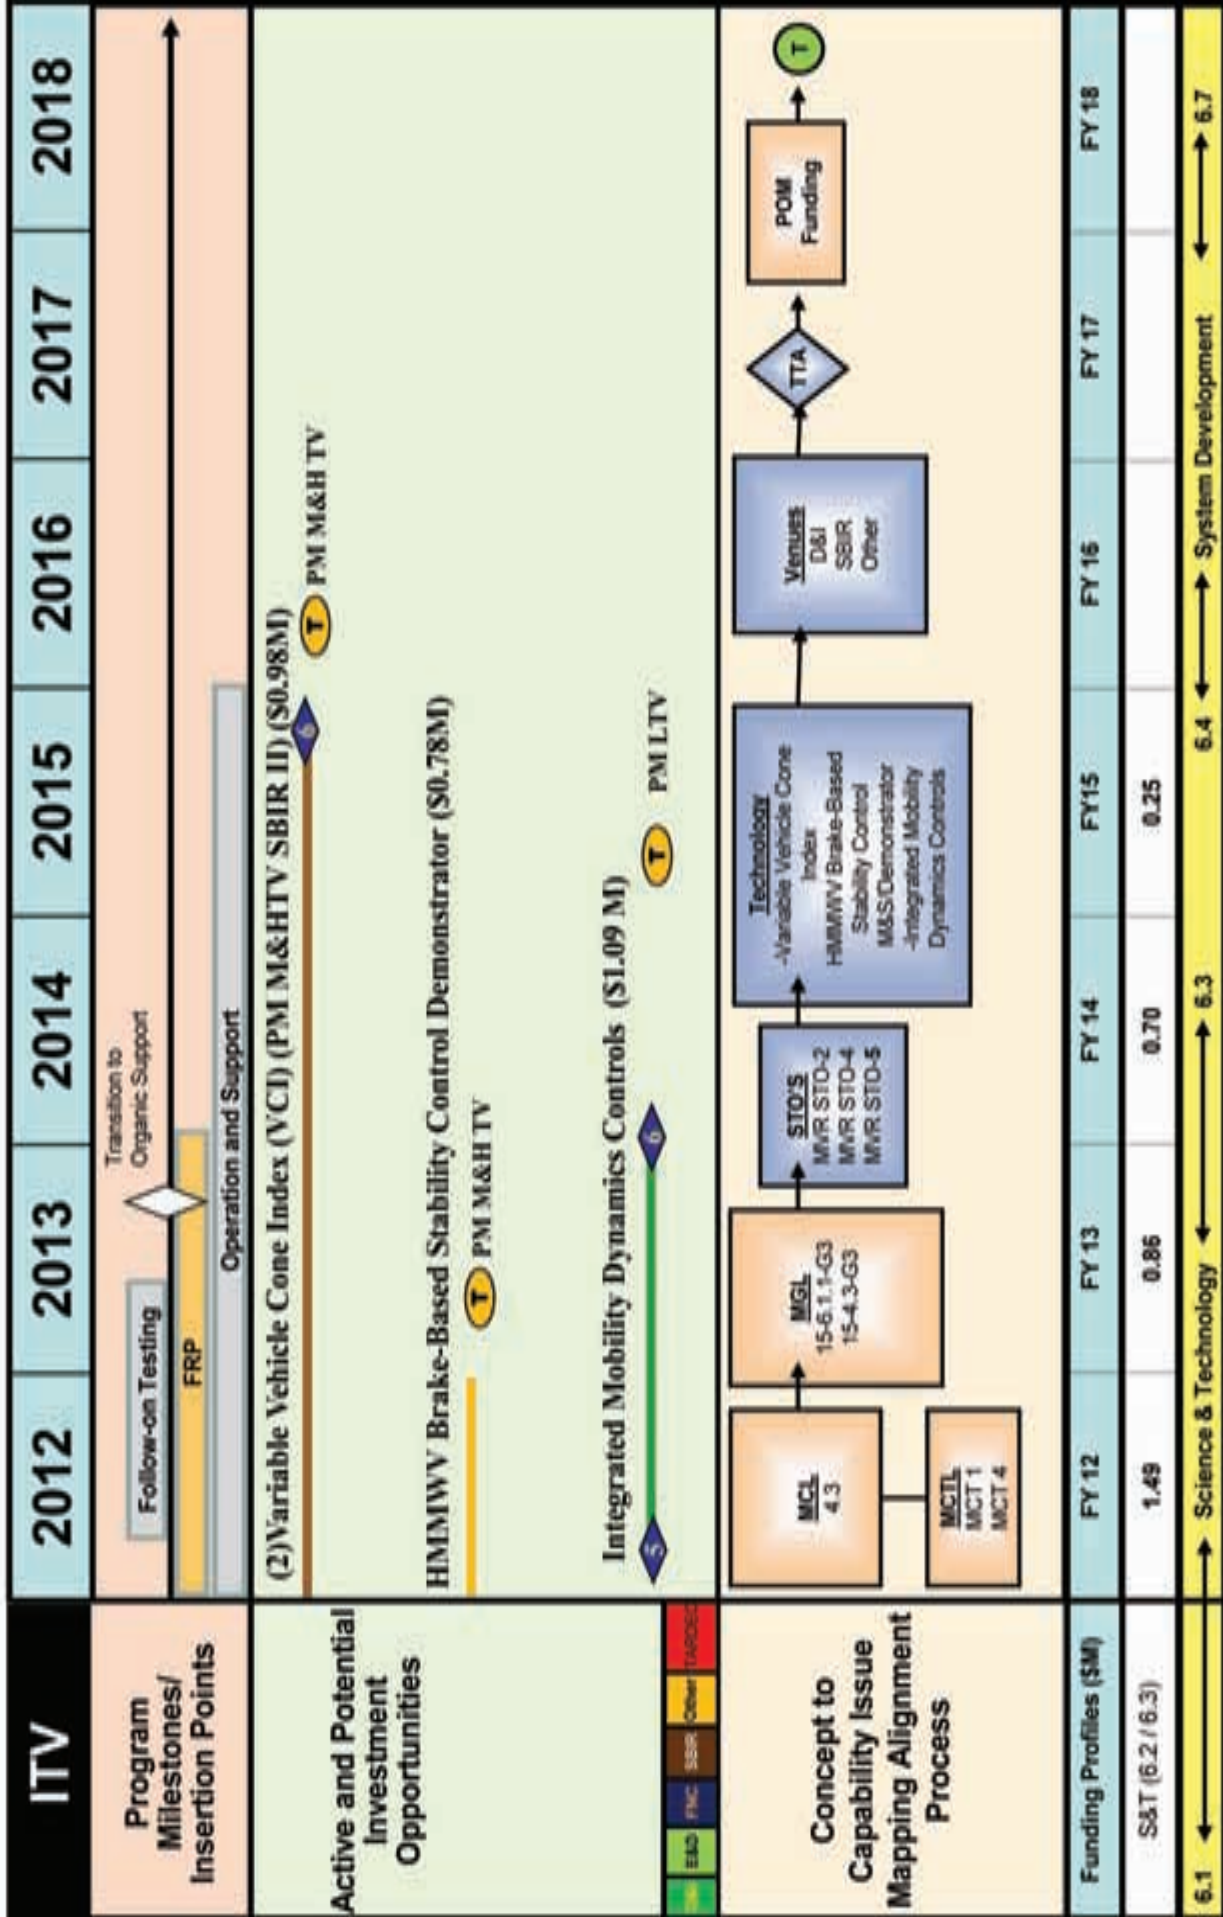 ITV
2012
2013
2014
2015
2016
2017
2018
Program
Milestones/
Insertion Points
Transition to
Organic Support
Follow-on Testing
FRP
Operation and Support
Active and Potential
Investment
Opportunities
(2)Variable Vehicle Cone Index (VCI) (PM M&HTV SBIR II) ($0.98M)
6
T
PM M&H TV
HMMWV Brake-Based Stability Control Demonstrator ($0.78M)
T
PM M&H TV
Integrated Mobility Dynamics Controls ($1.09 M)
5
6
T
PM LTV
E&D
FNC
SBIR
Other
TARDEC
Concept to
Capability Issue
Mapping Alignment
Process
MCL
4.3
MCTL
MCT 1
MCT 4
MGL
15-6.1.1-G3
15-4.3-G3
STO'S
MVR STO-2
MVR STO-4
MVR STO-5
Technology
-Variable Vehicle Cone
Index
HMMWV Brake-Based
Stability Control
M&S/Demonstrator
-Integrated Mobility
Dynamics Controls
Venues
D&I
SBIR
Other
TTA
POM
Funding
T
Funding Profiles ($M)
FY 12
FY 13
FY 14
FY15
FY 16
FY 17
FY 18
S&T (6.2 / 6.3)
1.49
0.86
0.70
0.25
6.1
Science & Technology
6.3
6.4
System Development
6.7